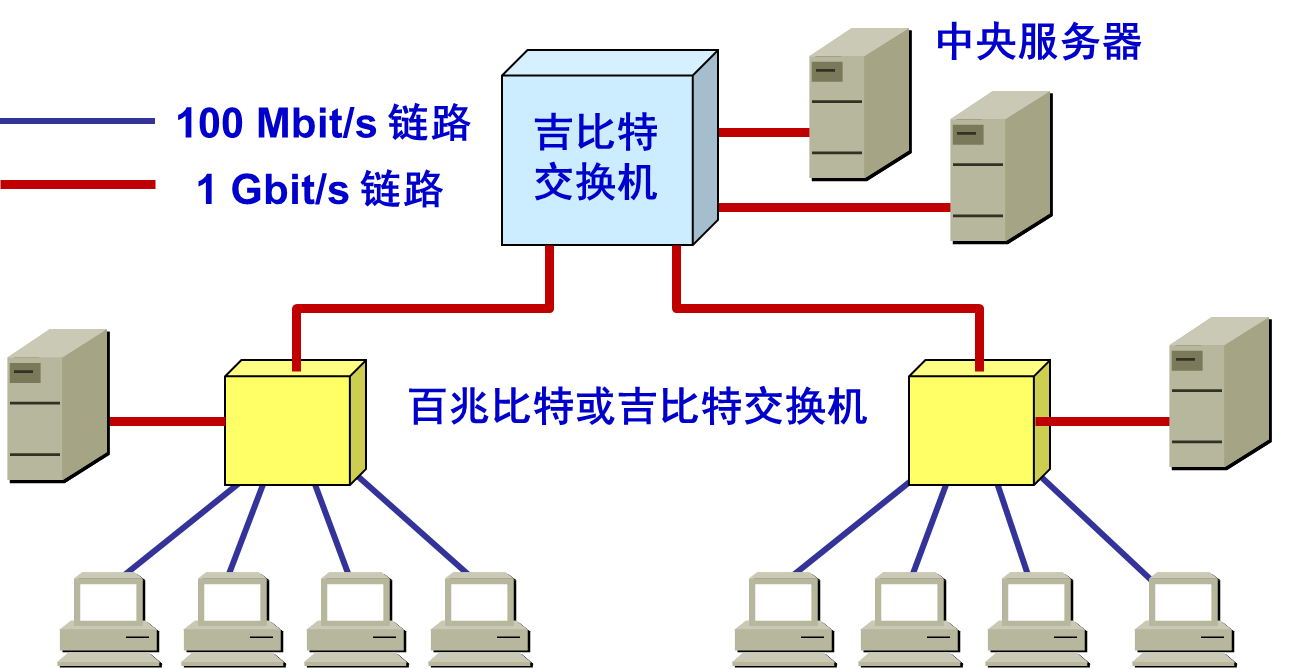 中央服务器
100 Mbit/s 链路
1 Gbit/s 链路
吉比特
交换机
百兆比特或吉比特交换机